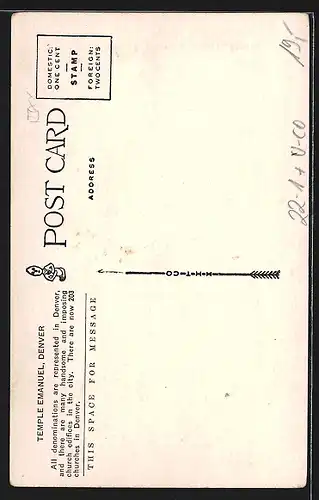 TEMPLE EMANUEL, DENVER
All denominations are represented in Denver,
and there are many handsome and imposing
church edifices in the city. There are now 203
churches in Denver.
THIS SPACE FOR MESSAGE
POST CARD
ADDRESS
DOMESTIC:
ONE CENT
STAMP
FOREIGN:
TWO CENTS
19,-
22-1+U-CO